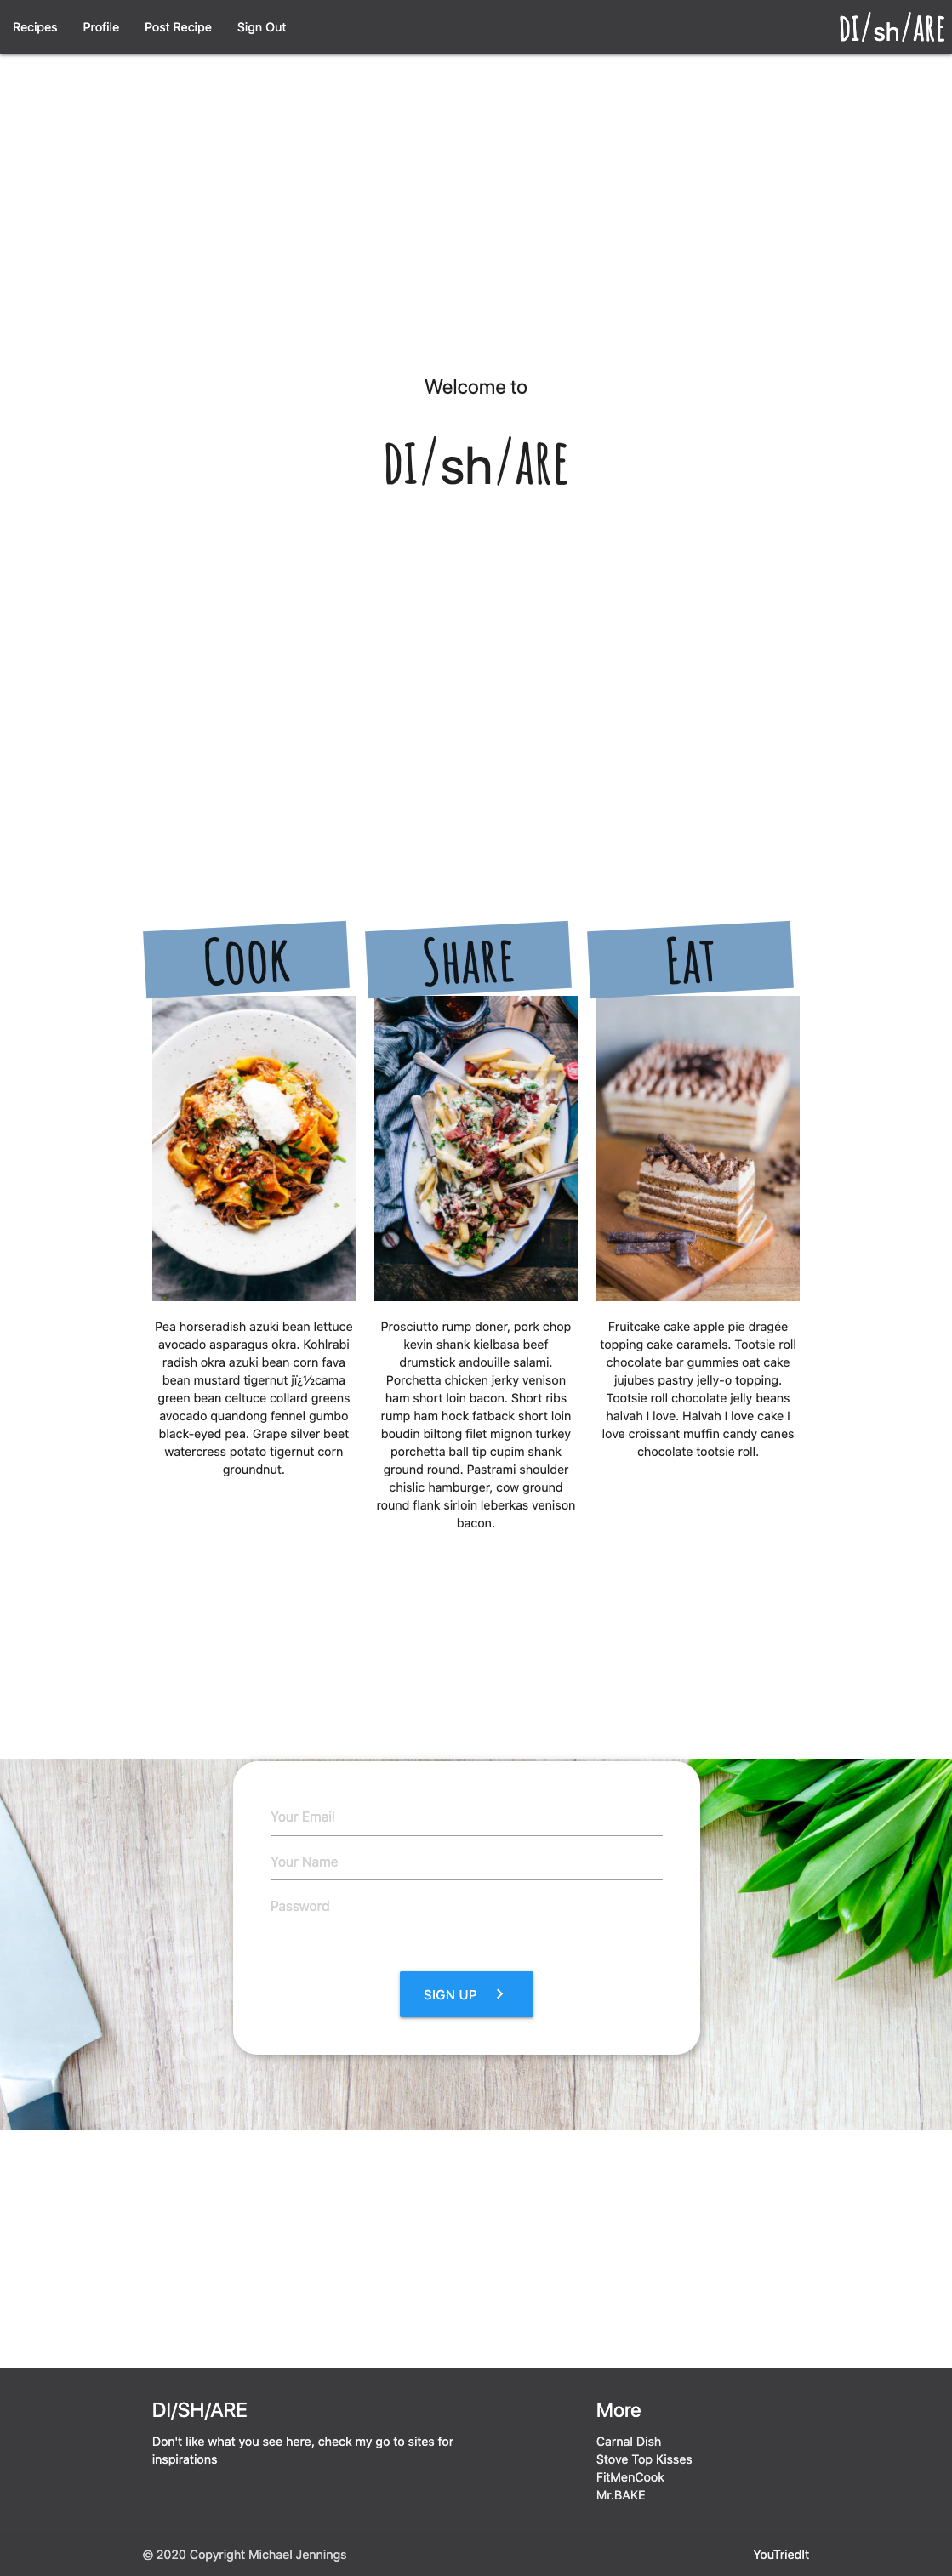 Recipes Profile Post Recipe Sign Out DI/sh/ARE
Welcome to
DI/sh/ARE
Cook
Pea horseradish azuki bean lettuce
avocado asparagus okra. Kohlrabi
radish okra azuki bean corn fava
bean mustard tigernut jï¿½cama
green bean celtuce collard greens
avocado quandong fennel gumbo
black-eyed pea. Grape silver beet
watercress potato tigernut corn
groundnut.
Share
Prosciutto rump doner, pork chop
kevin shank kielbasa beef
drumstick andouille salami.
Porchetta chicken jerky venison
ham short loin bacon. Short ribs
rump ham hock fatback short loin
boudin biltong filet mignon turkey
porchetta ball tip cupim shank
ground round. Pastrami shoulder
chislic hamburger, cow ground
round flank sirloin leberkas venison
bacon.
Eat
Fruitcake cake apple pie dragée
topping cake caramels. Tootsie roll
chocolate bar gummies oat cake
jujubes pastry jelly-o topping.
Tootsie roll chocolate jelly beans
halvah I love. Halvah I love cake I
love croissant muffin candy canes
chocolate tootsie roll.
Your Email
Your Name
Password
SIGN UP
DI/SH/ARE
Don't like what you see here, check my go to sites for
inspirations
More
Carnal Dish
Stove Top Kisses
FitMenCook
Mr.BAKE
© 2020 Copyright Michael Jennings
YouTriedIt